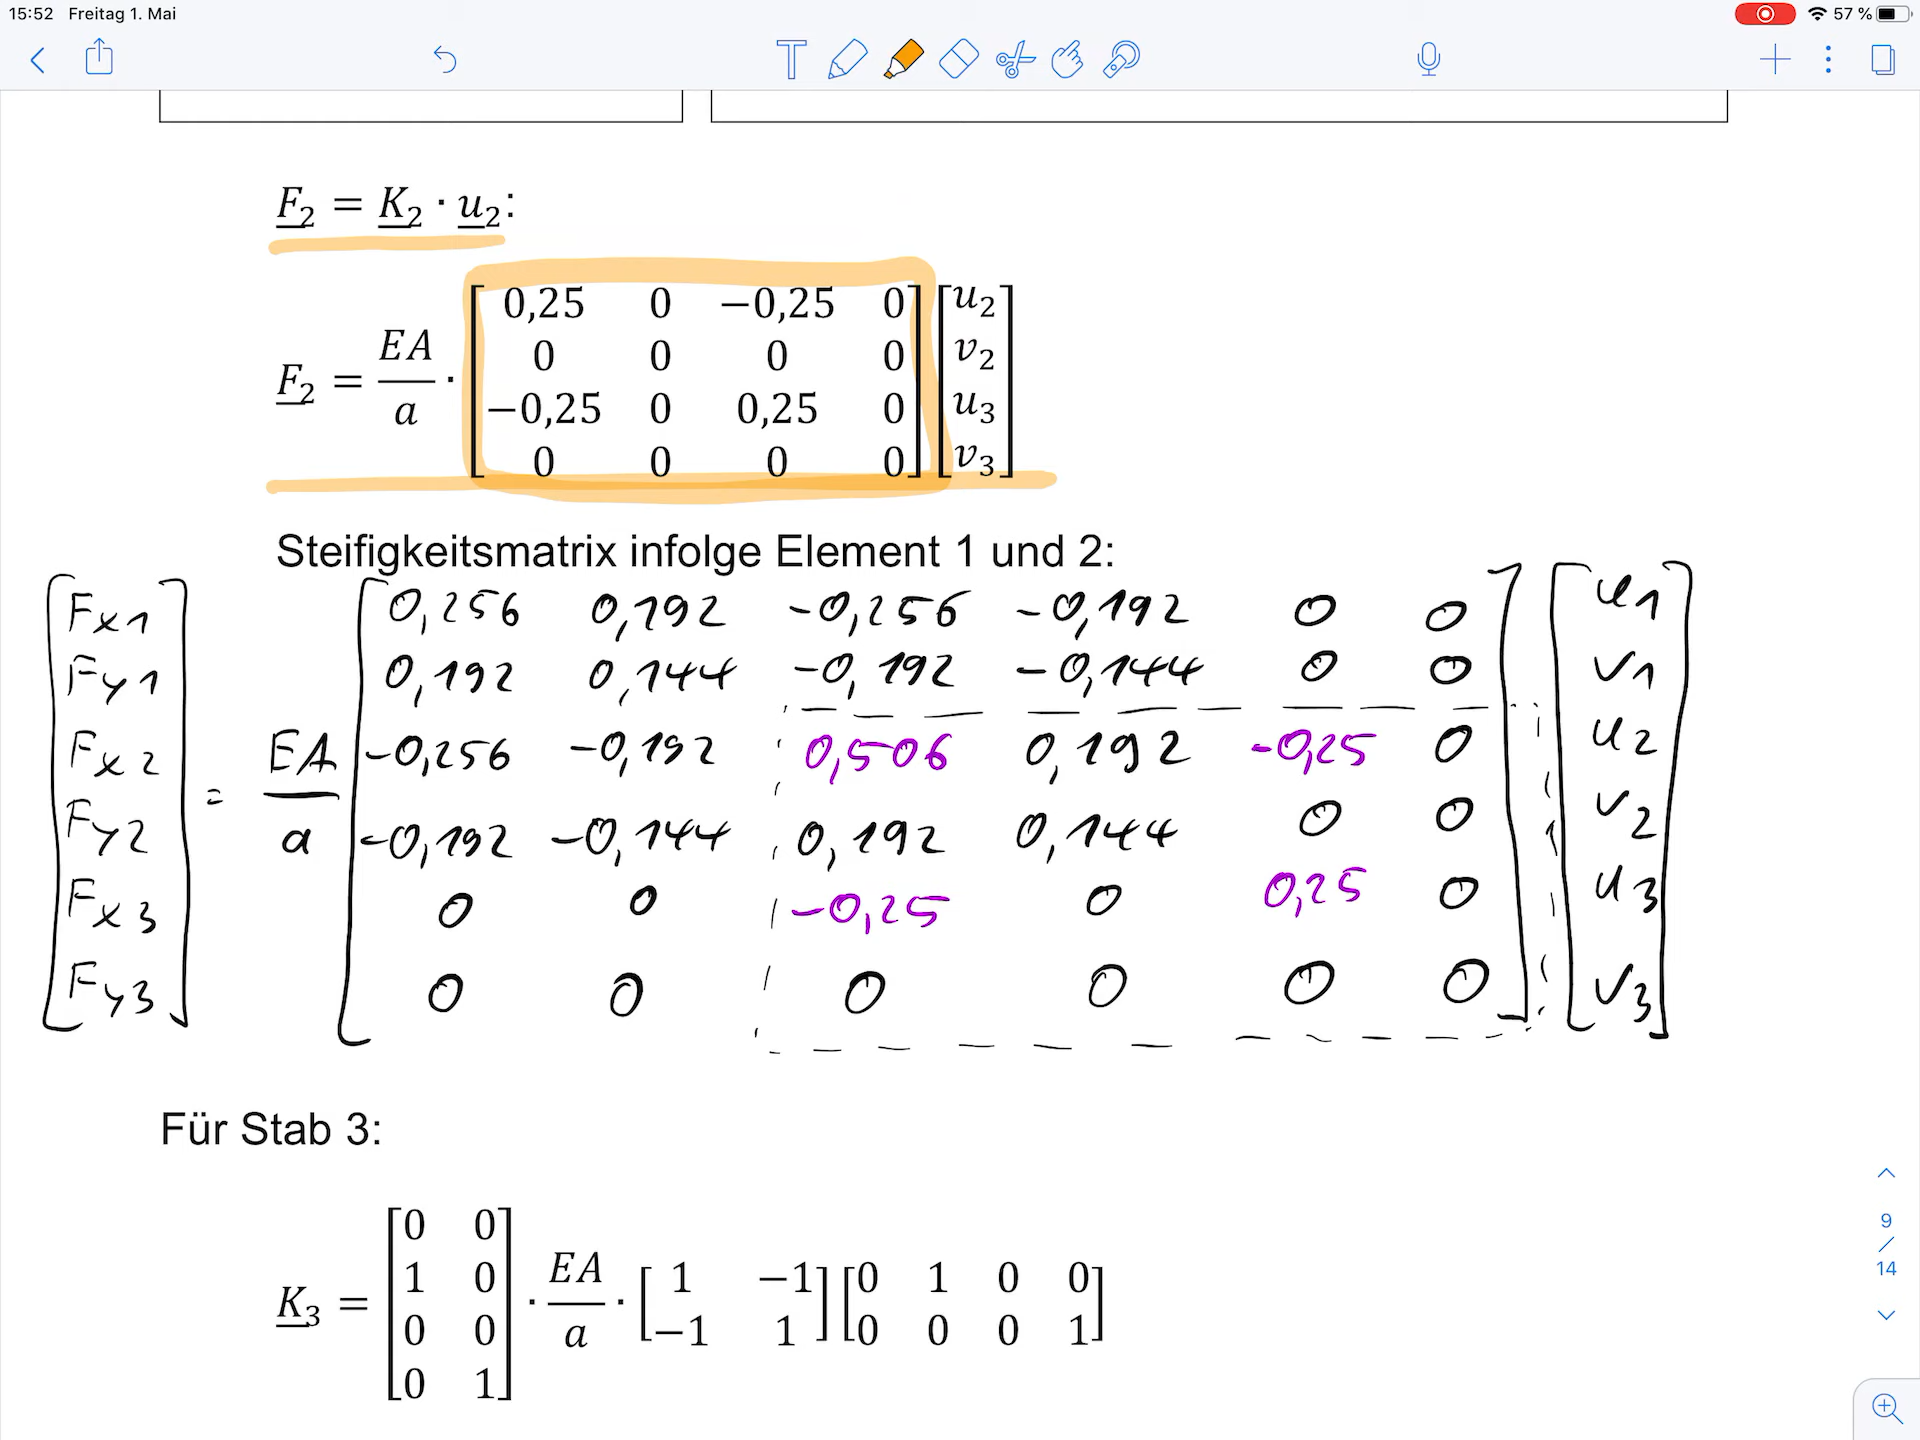 15:52 Freitag 1. Mai 57 %
T
F₂ = K₂ · u₂:
F₂ = EA/a · [0,25 0 −0,25 0] [u₂]
[0 0 0 0] [v₂]
[−0,25 0 0,25 0] [u₃]
[0 0 0 0] [v₃]
Steifigkeitsmatrix infolge Element 1 und 2:
[Fx1] [0,256 0,192 -0,256 -0,192 0 0] [u1]
[Fy1] [0,192 0,144 -0,192 -0,144 0 0] [v1]
[Fx2] = EA/a [-0,256 -0,192 0,506 0,192 -0,25 0] [u2]
[Fy2] [-0,192 -0,144 0,192 0,144 0 0] [v2]
[Fx3] [0 0 -0,25 0 0,25 0] [u3]
[Fy3] [0 0 0 0 0 0] [v3]
Für Stab 3:
K₃ = [0 0; 1 0; 0 0; 0 1] · EA/a · [1 −1; −1 1] [0 1 0 0; 0 0 0 1]
9
/
14